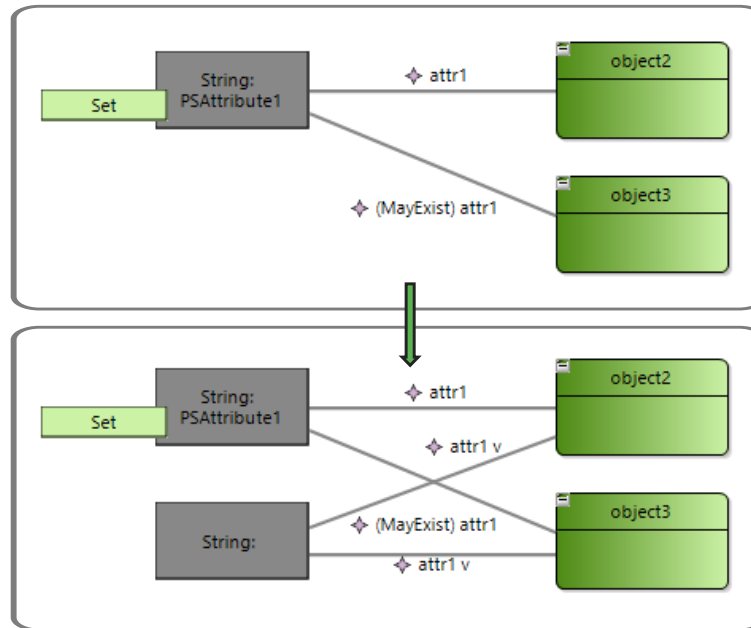 String:
PSAttribute1
Set
attr1
object2
(MayExist) attr1
object3
String:
PSAttribute1
Set
attr1
object2
attr1 v
String:
(MayExist) attr1
object3
attr1 v